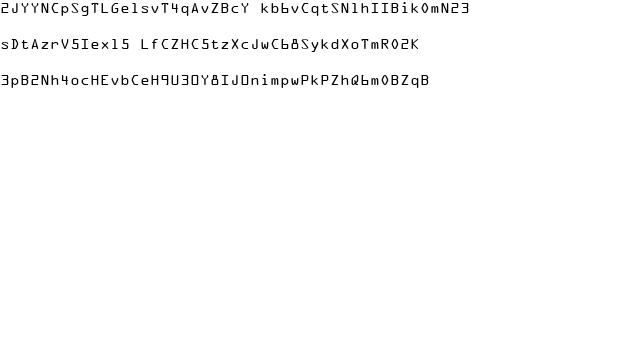 2JYYNCpSgTLGelsvT4qAvZBcY kb6vCqtSNlhIIBik0mN23
sDtAzrV5Iexl5 LfCZHC5tzXcJwC68SykdXoTmR02K
3pB2Nh4ocHEvbCeH9U3OY8IJOnimpwPkPZhQ6m0BZqB